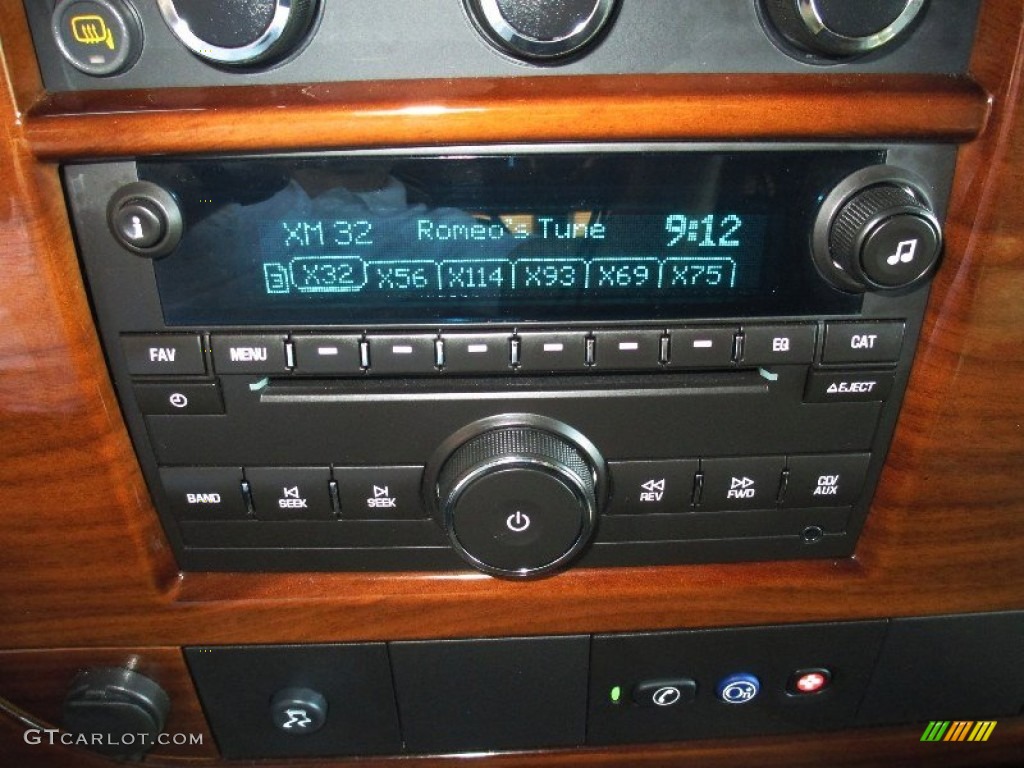 XM 32 Romeo's Tune 9:12
3 X32 X56 X114 X93 X69 X75
FAV MENU EQ CAT
EJECT
BAND SEEK SEEK REV FWD CD/
AUX
On
GTCARLOT.COM